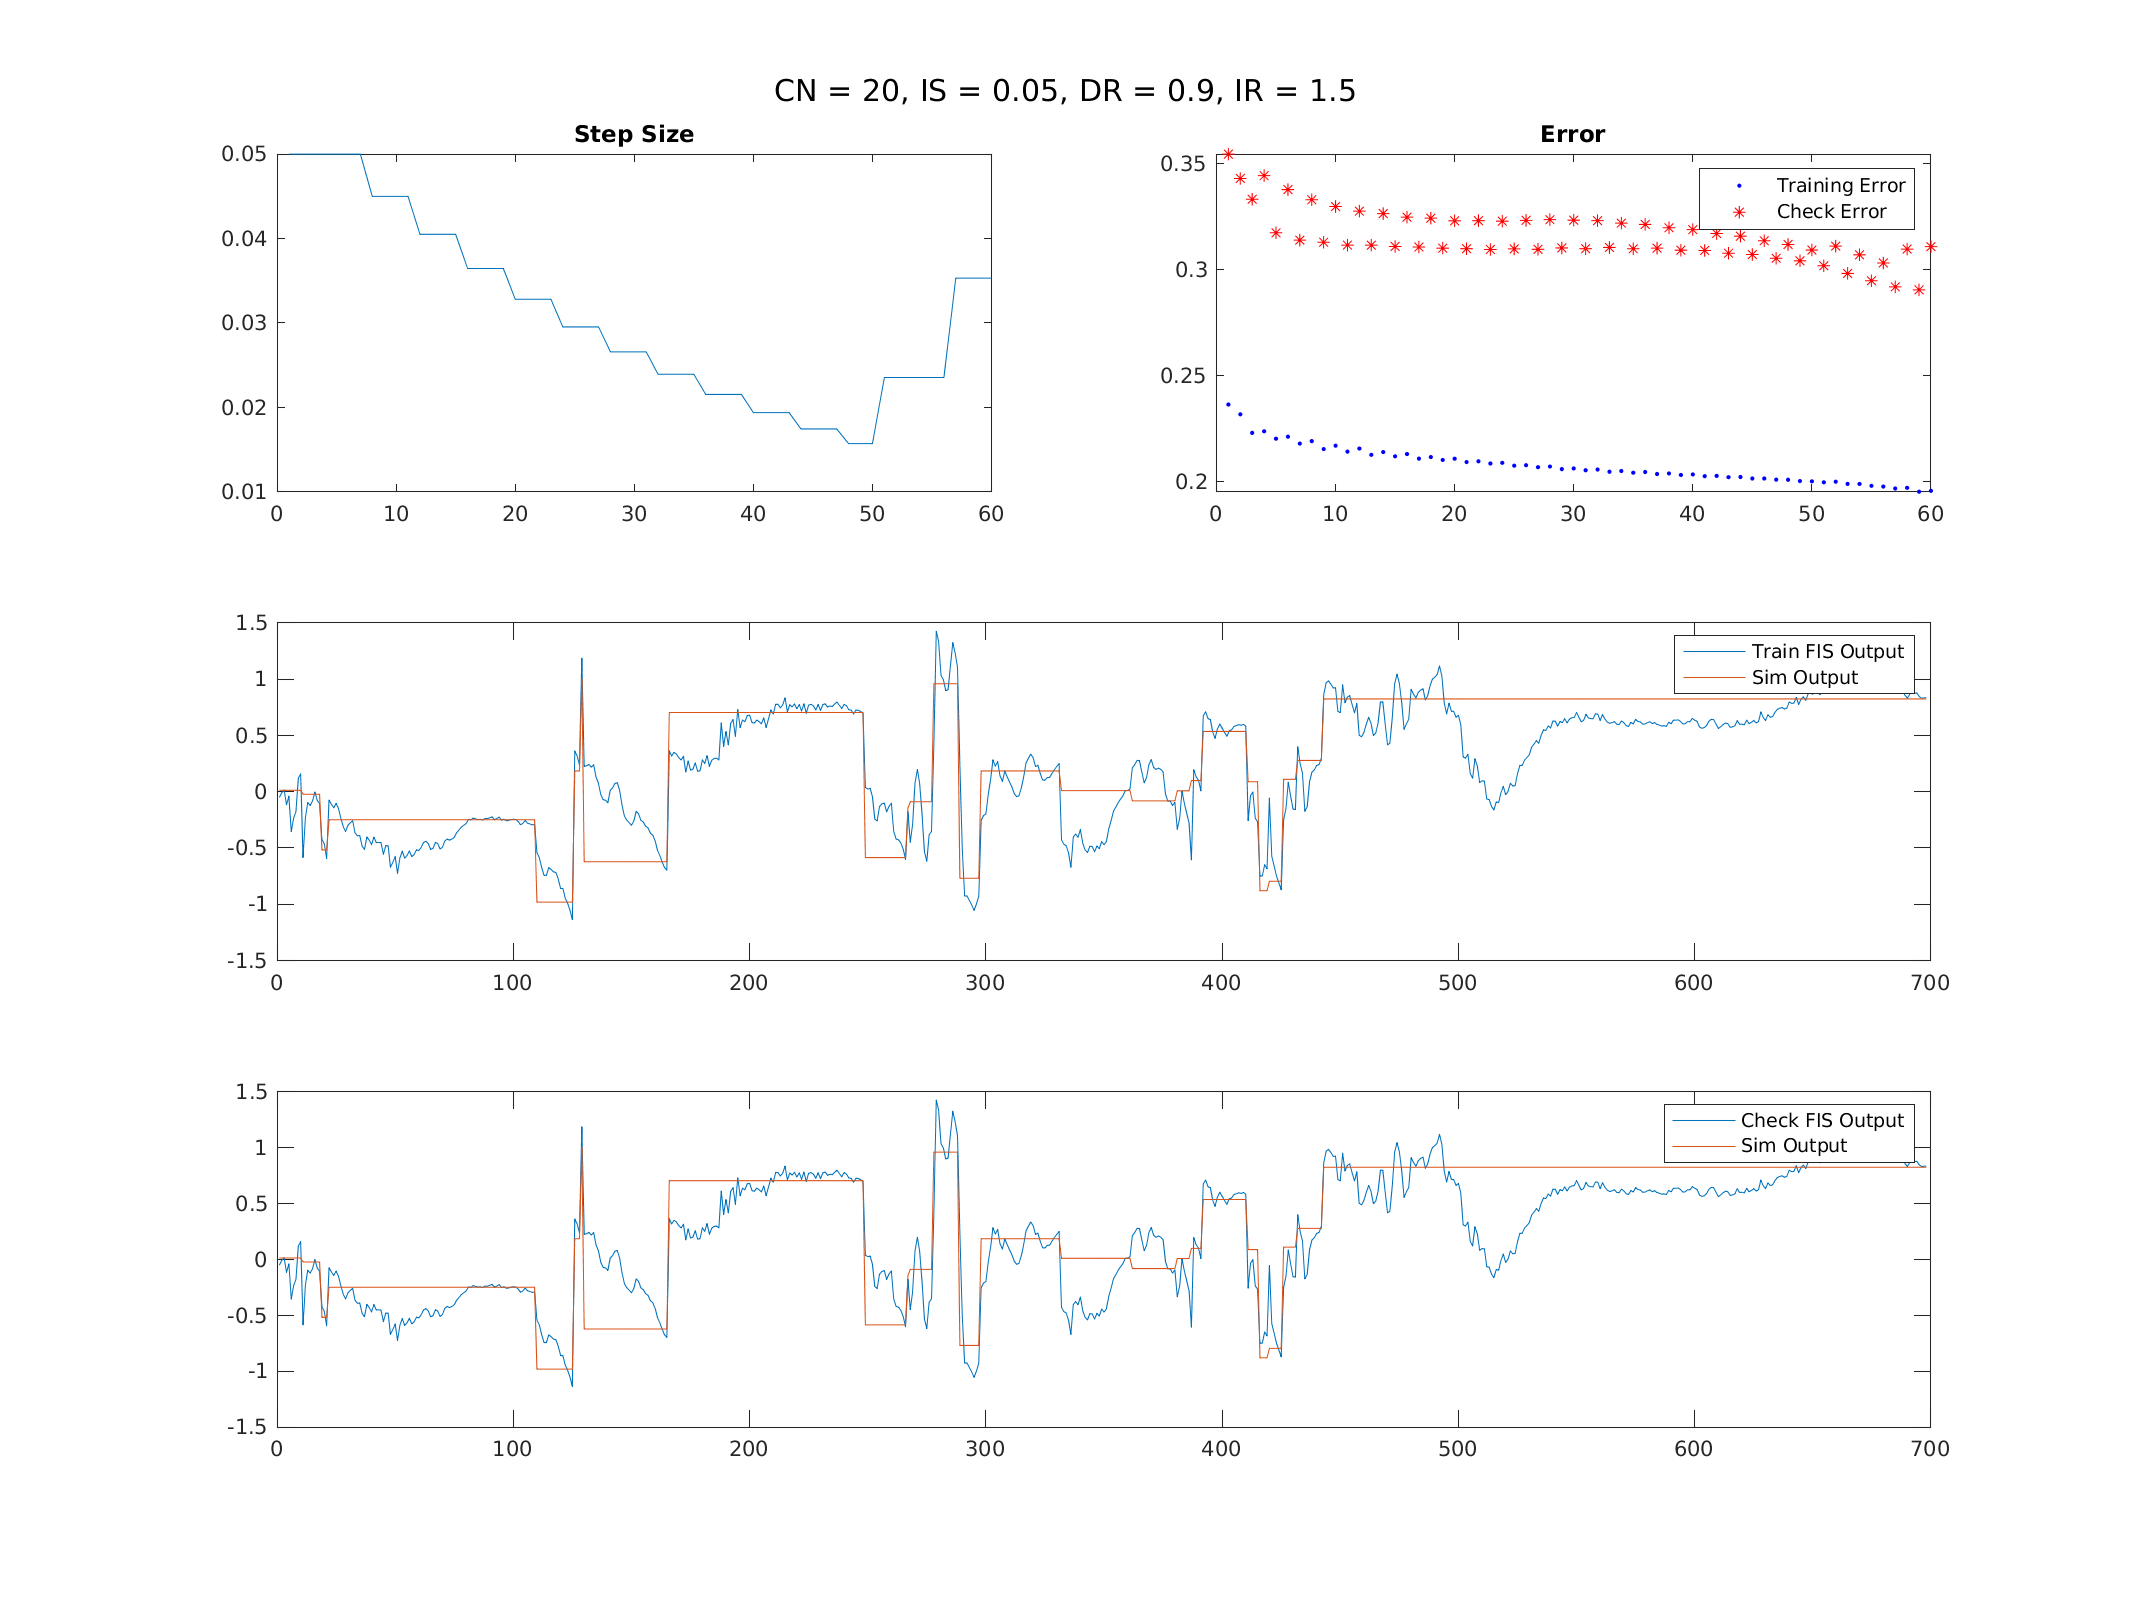 CN = 20, IS = 0.05, DR = 0.9, IR = 1.5
Step Size
0.05
0.04
0.03
0.02
0.01
0 10 20 30 40 50 60
Error
0.35
0.3
0.25
0.2
0 10 20 30 40 50 60
Training Error
Check Error
1.5
1
0.5
0
-0.5
-1
-1.5
0 100 200 300 400 500 600 700
Train FIS Output
Sim Output
1.5
1
0.5
0
-0.5
-1
-1.5
0 100 200 300 400 500 600 700
Check FIS Output
Sim Output